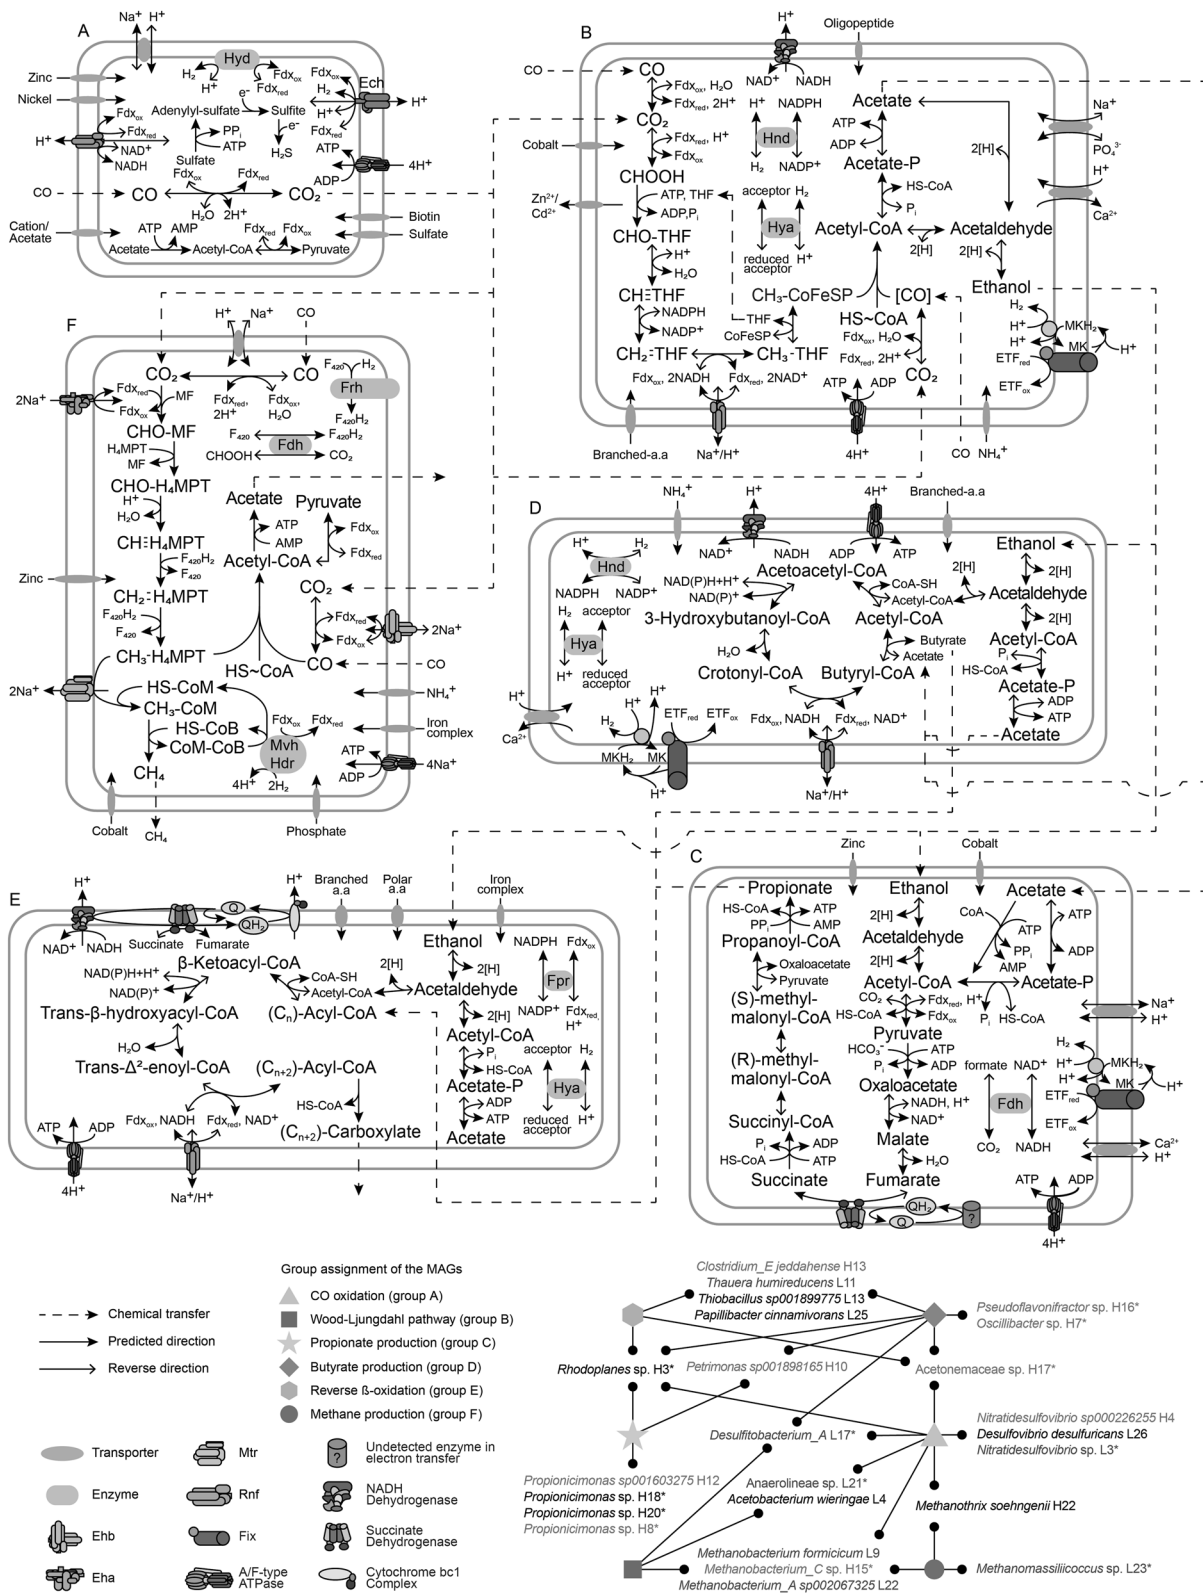 A
Na⁺ H⁺
Zinc
Nickel
H⁺
CO
Cation/
Acetate
Hyd
H₂
H⁺
Fdxox
Fdxred
Fdxox
H₂
H⁺
Fdxred
Ech
H⁺
Adenylyl-sulfate
e⁻
Sulfite
e⁻
H₂S
PPi
ATP
Sulfate
Fdxox
Fdxred
NAD⁺
NADH
ATP
ADP
4H⁺
Fdxox
Fdxred
CO
CO₂
H₂O
2H⁺
Biotin
Sulfate
ATP AMP
Fdxred Fdxox
Acetate
Acetyl-CoA
Pyruvate
B
H⁺
Oligopeptide
CO
Cobalt
Zn²⁺/
Cd²⁺
NAD⁺ NADH
CO
Fdxox, H₂O
Fdxred, 2H⁺
CO₂
Fdxred, H⁺
Fdxox
CHOOH
ATP, THF
ADP,Pi
CHO-THF
H⁺
H₂O
CH≡THF
NADPH
NADP⁺
CH₂=THF
CH₃-THF
H⁺ NADPH
Hnd
H₂ NADP⁺
acceptor H₂
Hya
reduced
acceptor
H⁺
Acetate
ATP
ADP
Acetate-P
HS-CoA
Pi
Acetyl-CoA
2[H]
2[H]
Acetaldehyde
2[H]
Ethanol
CH₃-CoFeSP
[CO]
THF
CoFeSP
HS~CoA
Fdxox, H₂O
Fdxred, 2H⁺
CO₂
Fdxox, 2NADH
Fdxred, 2NAD⁺
ATP ADP
Na⁺
PO₄³⁻
H⁺
Ca²⁺
H₂
H⁺
H⁺
MKH₂
MK
H⁺
ETFred
ETFox
Branched-a.a
Na⁺/H⁺
4H⁺
CO
NH₄⁺
F
H⁺ Na⁺
CO
2Na⁺
CO₂
CO
Fdxred
Fdxox
MF
Fdxred,
2H⁺
Fdxox,
H₂O
F₄₂₀ H₂
Frh
F₄₂₀H₂
F₄₂₀
F₄₂₀H₂
Fdh
CHOOH
CO₂
CHO-MF
H₄MPT
MF
CHO-H₄MPT
H⁺
H₂O
CH≡H₄MPT
F₄₂₀H₂
F₄₂₀
Zinc
CH₂=H₄MPT
F₄₂₀H₂
F₄₂₀
CH₃-H₄MPT
Acetate
Pyruvate
ATP
AMP
Fdxox
Fdxred
Acetyl-CoA
CO₂
Fdxred
Fdxox
2Na⁺
HS~CoA
CO
CO
2Na⁺
HS-CoM
CH₃-CoM
HS-CoB
CoM-CoB
Fdxox
Fdxred
Mvh
Hdr
4H⁺
2H₂
CH₄
ATP
ADP
NH₄⁺
Iron
complex
4Na⁺
Cobalt
CH₄
Phosphate
D
NH₄⁺
H⁺
4H⁺
Branched-a.a
H⁺
H₂
Hnd
NADPH
NADP⁺
NAD⁺
NADH
ADP
ATP
H₂
acceptor
Hya
H⁺
reduced
acceptor
Acetoacetyl-CoA
NAD(P)H+H⁺
NAD(P)⁺
CoA-SH
Acetyl-CoA
2[H]
3-Hydroxybutanoyl-CoA
Acetyl-CoA
H₂O
Butyrate
Acetate
Crotonyl-CoA
Butyryl-CoA
Fdxox, NADH
Fdxred, NAD⁺
Ethanol
2[H]
Acetaldehyde
2[H]
Acetyl-CoA
Pi
HS-CoA
Acetate-P
ADP
ATP
Acetate
H⁺
Ca²⁺
H₂
H⁺
H⁺
ETFred
ETFox
MKH₂
MK
H⁺
Na⁺/H⁺
E
H⁺
H⁺
Branched
a.a
Polar
a.a
Iron
complex
Q
QH₂
NAD⁺ NADH
Succinate Fumarate
β-Ketoacyl-CoA
NAD(P)H+H⁺
NAD(P)⁺
CoA-SH
Acetyl-CoA
2[H]
Trans-β-hydroxyacyl-CoA
(Cn)-Acyl-CoA
H₂O
Trans-Δ²-enoyl-CoA
(Cn+2)-Acyl-CoA
Fdxox, NADH
Fdxred, NAD⁺
HS-CoA
(Cn+2)-Carboxylate
ATP ADP
4H⁺
Na⁺/H⁺
Ethanol
2[H]
Acetaldehyde
2[H]
Acetyl-CoA
Pi
HS-CoA
Acetate-P
ADP
ATP
Acetate
NADPH
Fdxox
Fpr
NADP⁺
Fdxred,
H⁺
acceptor
H₂
Hya
reduced
acceptor
H⁺
C
Zinc
Cobalt
Propionate
HS-CoA
PPi
ATP
AMP
Propanoyl-CoA
Oxaloacetate
Pyruvate
(S)-methyl-
malonyl-CoA
(R)-methyl-
malonyl-CoA
Succinyl-CoA
Pi
HS-CoA
ADP
ATP
Succinate
Ethanol
2[H]
Acetaldehyde
2[H]
Acetyl-CoA
CO₂
HS-CoA
Fdxred, H⁺
Fdxox
Pyruvate
HCO₃⁻
ATP
Pi
ADP
Oxaloacetate
NADH, H⁺
NAD⁺
Malate
H₂O
Fumarate
Acetate
CoA
ATP
PPi
AMP
ATP
ADP
Acetate-P
Pi
HS-CoA
formate
NAD⁺
Fdh
CO₂
NADH
Na⁺
H⁺
H₂
H⁺
H⁺
MKH₂
MK
H⁺
ETFred
ETFox
Ca²⁺
H⁺
ATP
ADP
QH₂
Q
?
4H⁺
Chemical transfer
Predicted direction
Reverse direction
Group assignment of the MAGs
CO oxidation (group A)
Wood-Ljungdahl pathway (group B)
Propionate production (group C)
Butyrate production (group D)
Reverse ß-oxidation (group E)
Methane production (group F)
Transporter
Enzyme
Ehb
Eha
Mtr
Rnf
Fix
A/F-type
ATPase
?
Undetected enzyme in
electron transfer
NADH
Dehydrogenase
Succinate
Dehydrogenase
Cytochrome bc1
Complex
Clostridium_E jeddahense H13
Thauera humireducens L11
Thiobacillus sp001899775 L13
Papillibacter cinnamivorans L25
Pseudoflavonifractor sp. H16*
Oscillibacter sp. H7*
Rhodoplanes sp. H3*
Petrimonas sp001898165 H10
Acetonemaceae sp. H17*
Desulfitobacterium_A L17*
Nitratidesulfovibrio sp000226255 H4
Desulfovibrio desulfuricans L26
Nitratidesulfovibrio sp. L3*
Propionicimonas sp001603275 H12
Propionicimonas sp. H18*
Propionicimonas sp. H20*
Propionicimonas sp. H8*
Anaerolineae sp. L21*
Acetobacterium wieringae L4
Methanothrix soehngenii H22
Methanobacterium formicicum L9
Methanobacterium_C sp. H15*
Methanobacterium_A sp002067325 L22
Methanomassiliicoccus sp. L23*